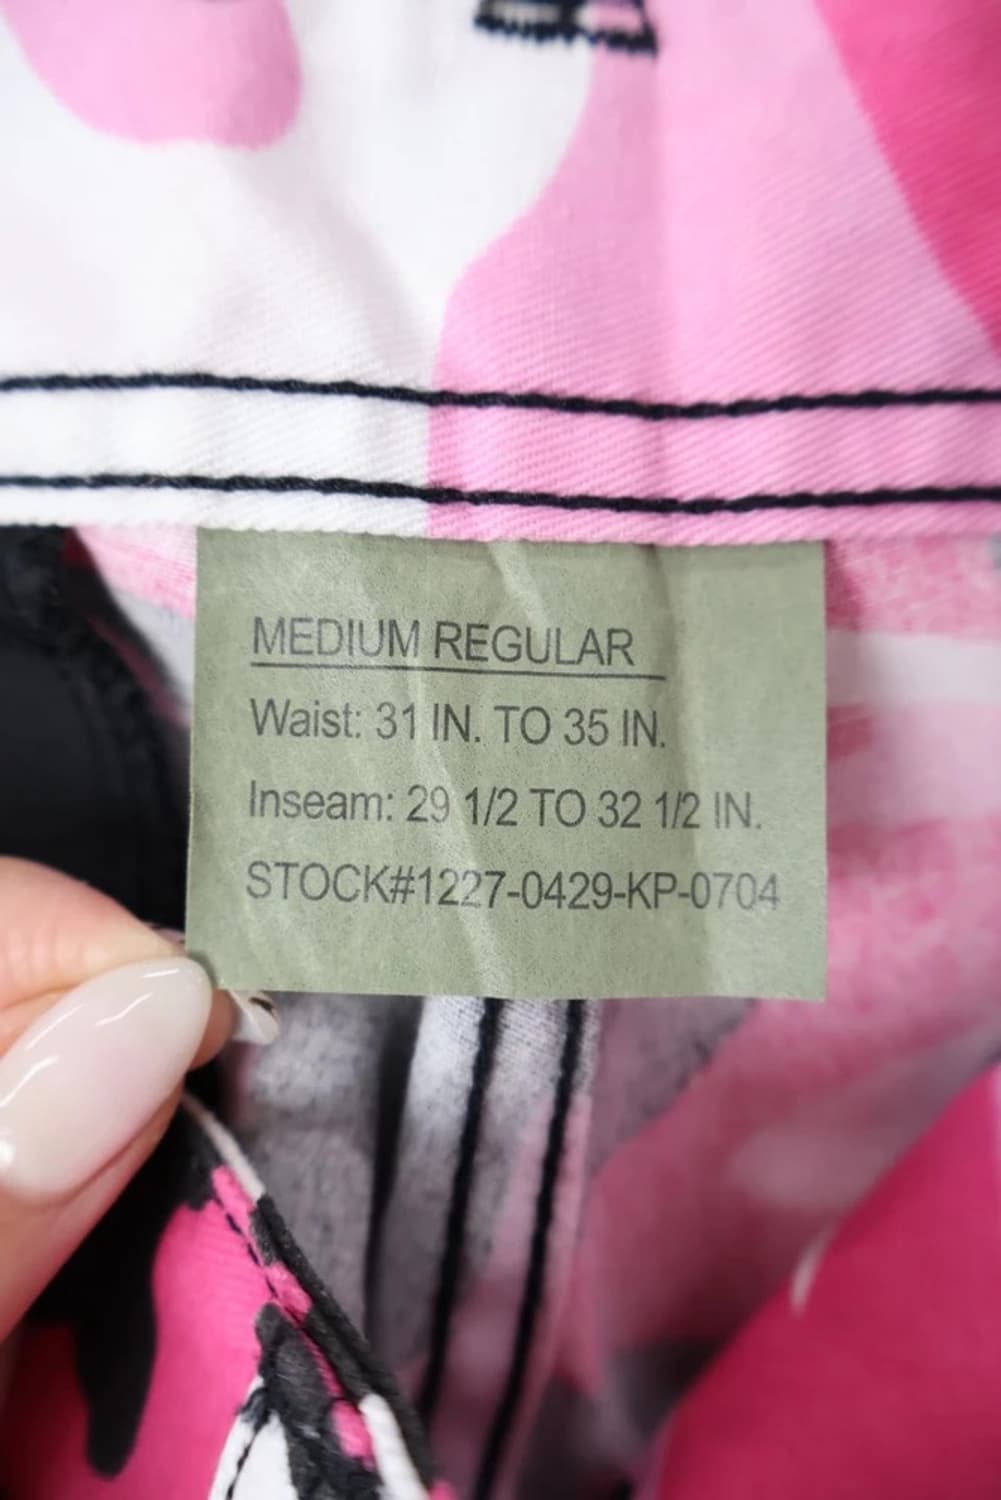 MEDIUM REGULAR
Waist: 31 IN. TO 35 IN.
Inseam: 29 1/2 TO 32 1/2 IN.
STOCK#1227-0429-KP-0704